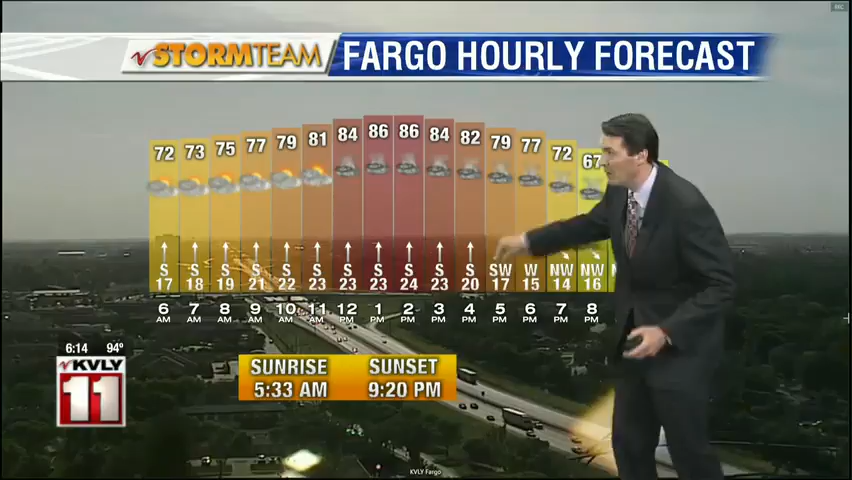 STORMTEAM
FARGO HOURLY FORECAST
72 73 75 77 79 81 84 86 86 84 82 79 77 72 67
S S S S S S S S S S S SW W NW NW
17 18 19 21 22 23 23 23 24 23 20 17 15 14 16
6 7 8 9 10 11 12 1 2 3 4 5 6 7 8
AM AM AM AM AM AM PM PM PM PM PM PM PM PM PM
6:14 94°
KVLY
11
SUNRISE SUNSET
5:33 AM 9:20 PM
KVLY Fargo